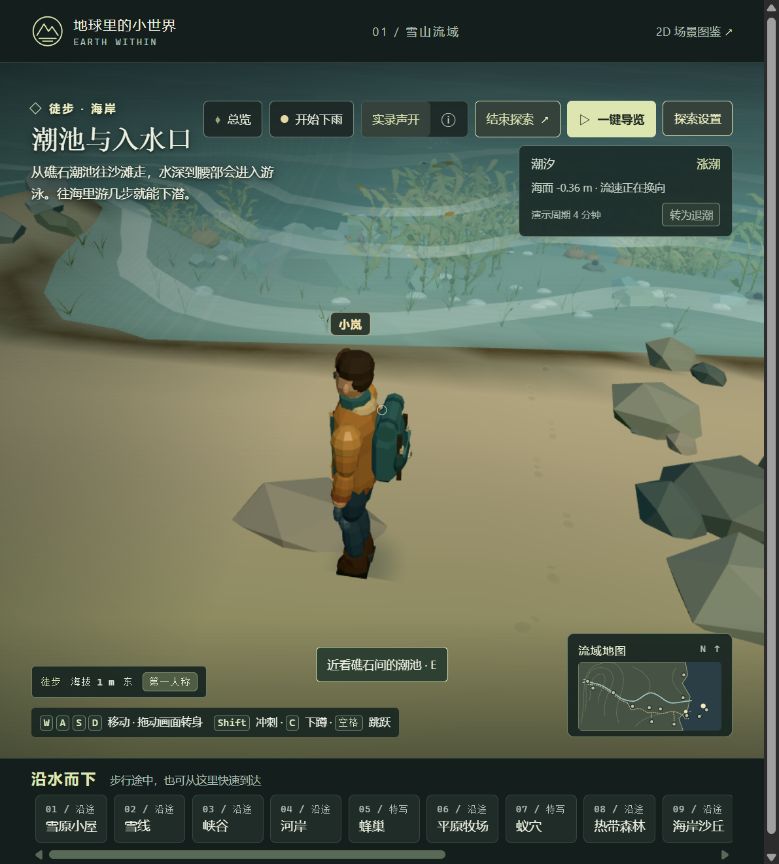 地球里的小世界
EARTH WITHIN
01 / 雪山流域
2D 场景图鉴 ↗
◇ 徒步 · 海岸
潮池与入水口
从礁石潮池往沙滩走，水深到腰部会进入游
泳。往海里游几步就能下潜。
总览
开始下雨
实录声开
结束探索 ↗
一键导览
探索设置
潮汐 涨潮
海面 -0.36 m · 流速正在换向
演示周期 4 分钟 转为退潮
小岚
近看礁石间的潮池 · E
徒步 海拔 1 m 东 第一人称
W A S D 移动 · 拖动画面转身 Shift 冲刺 · C 下蹲 · 空格 跳跃
流域地图 N ↑
沿水而下 步行途中，也可从这里快速到达
01 / 沿途
雪原小屋
02 / 沿途
雪线
03 / 沿途
峡谷
04 / 沿途
河岸
05 / 特写
蜂巢
06 / 沿途
平原牧场
07 / 特写
蚁穴
08 / 沿途
热带森林
09 / 沿途
海岸沙丘